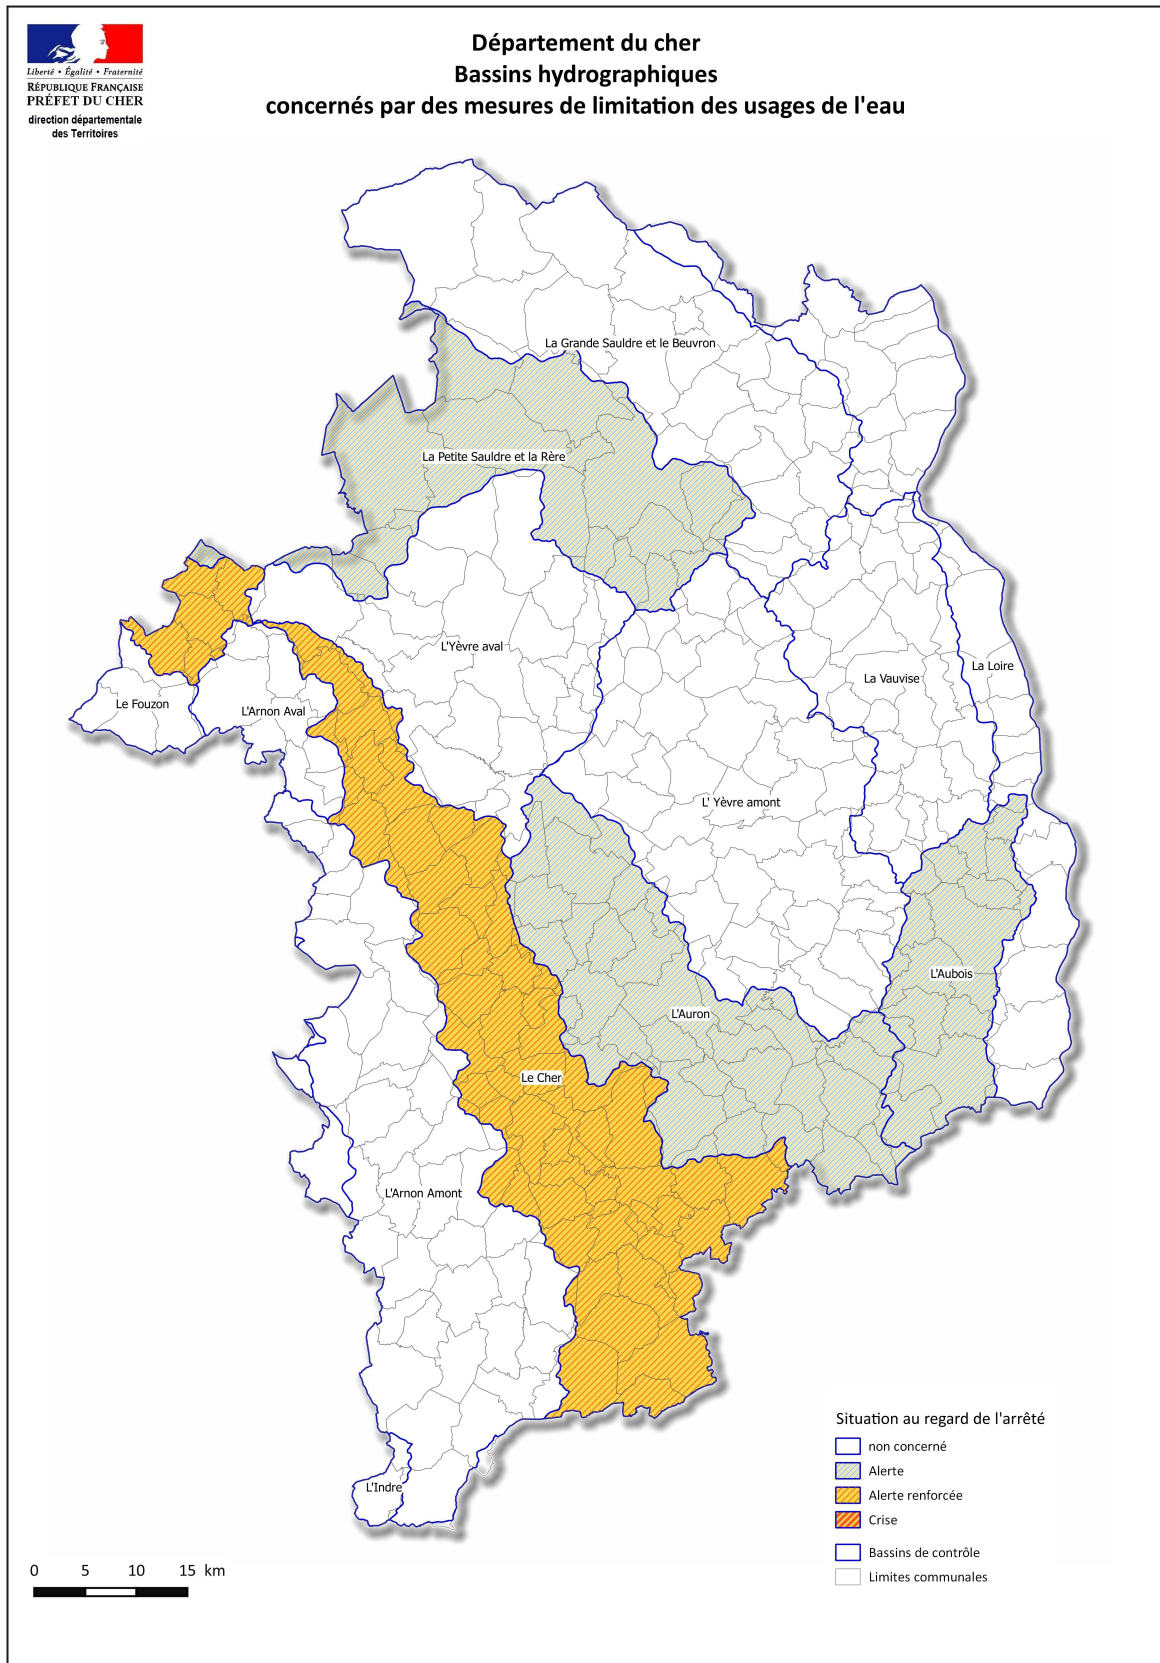 Liberté • Égalité • Fraternité
RÉPUBLIQUE FRANÇAISE
PRÉFET DU CHER
direction départementale
des Territoires
Département du cher
Bassins hydrographiques
concernés par des mesures de limitation des usages de l'eau
La Grande Sauldre et le Beuvron
La Petite Sauldre et la Rère
L'Yèvre aval
La Loire
La Vauvise
Le Fouzon
L'Arnon Aval
L' Yèvre amont
L'Aubois
L'Auron
Le Cher
L'Arnon Amont
L'Indre
Situation au regard de l'arrêté
non concerné
Alerte
Alerte renforcée
Crise
Bassins de contrôle
Limites communales
0 5 10 15 km